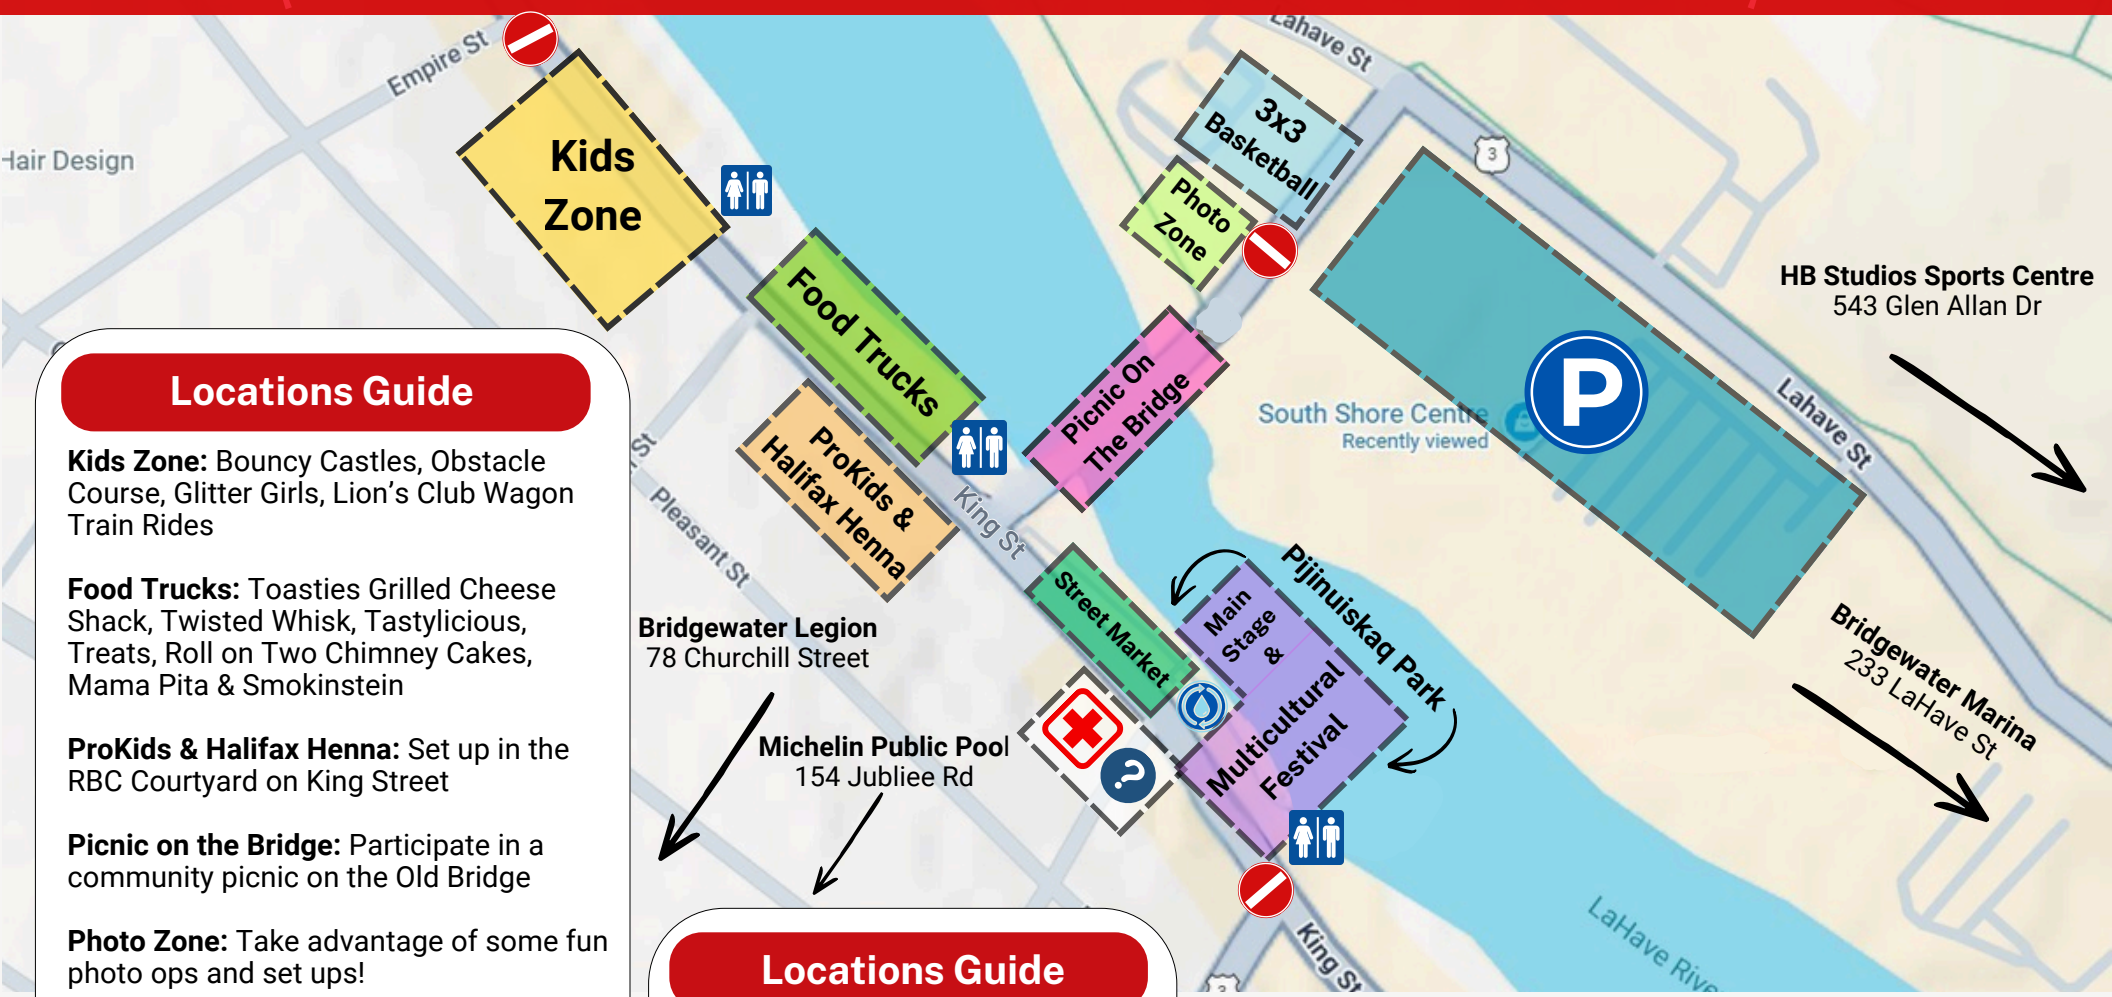 Empire St
Hair Design
Kids
Zone
Food Trucks
ProKids &
Halifax Henna
King St
Pleasant St
Lahave St
3x3
Basketball
Photo
Zone
3
Picnic On
The Bridge
South Shore Centre
Recently viewed
P
HB Studios Sports Centre
543 Glen Allan Dr
Lahave St
Bridgewater Marina
233 LaHave St
Street Market
Main
Stage
&
Multicultural
Festival
Pijinuiskaq Park
?
Bridgewater Legion
78 Churchill Street
Michelin Public Pool
154 Jubliee Rd
King St
3
LaHave River
St
Locations Guide
Kids Zone: Bouncy Castles, Obstacle
Course, Glitter Girls, Lion's Club Wagon
Train Rides
Food Trucks: Toasties Grilled Cheese
Shack, Twisted Whisk, Tastylicious,
Treats, Roll on Two Chimney Cakes,
Mama Pita & Smokinstein
ProKids & Halifax Henna: Set up in the
RBC Courtyard on King Street
Picnic on the Bridge: Participate in a
community picnic on the Old Bridge
Photo Zone: Take advantage of some fun
photo ops and set ups!
Locations Guide